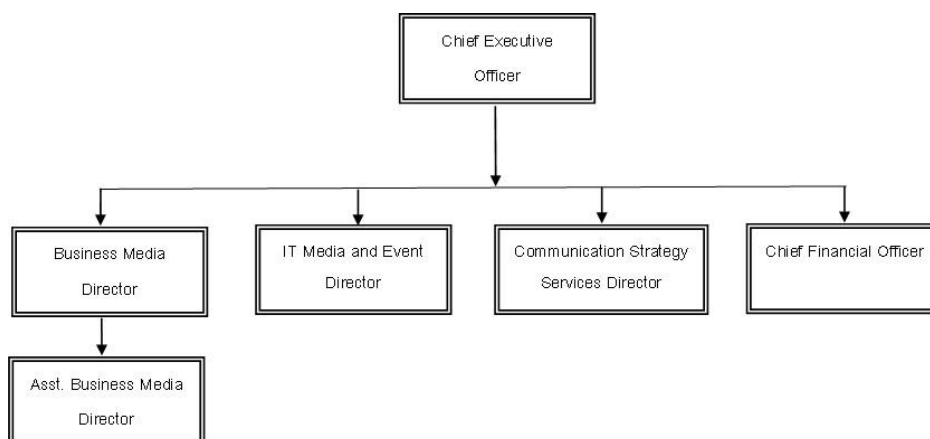 Chief Executive
Officer
Business Media
Director
IT Media and Event
Director
Communication Strategy
Services Director
Chief Financial Officer
Asst. Business Media
Director